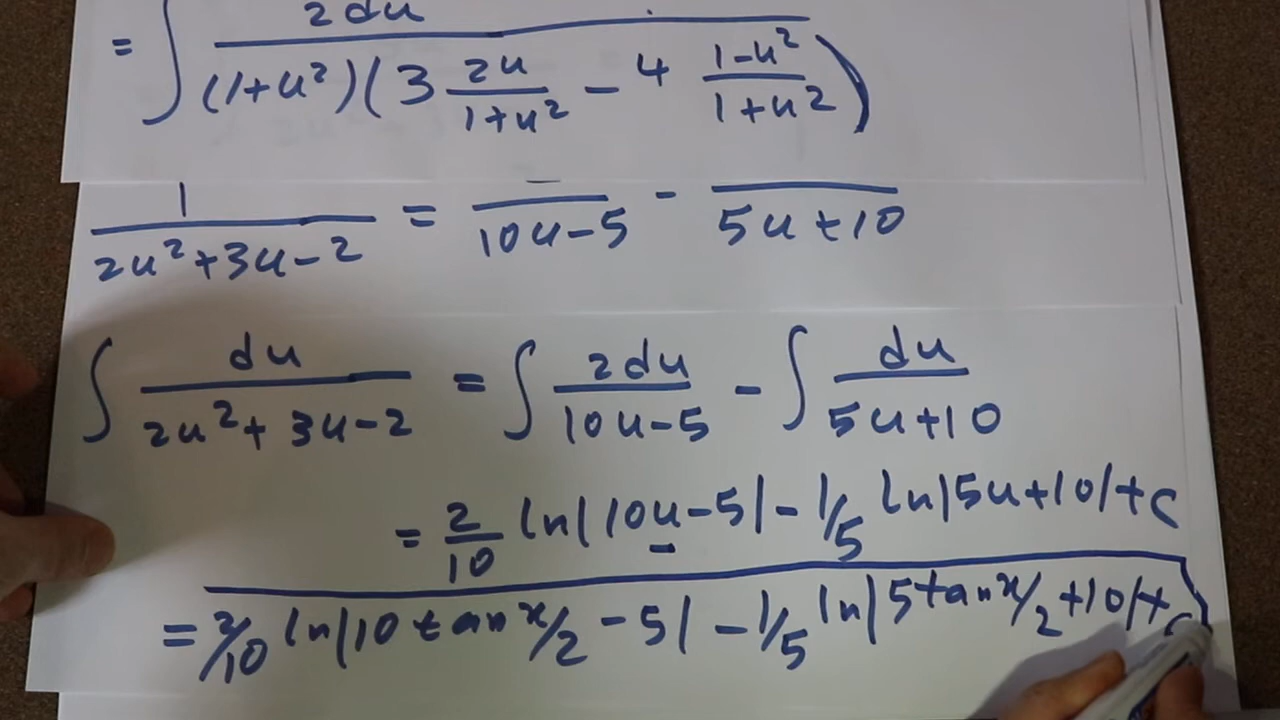 = ∫ 2du / (1+u²)(3 2u/1+u² - 4 1-u²/1+u²)
1 / 2u²+3u-2 = / 10u-5 - / 5u+10
∫ du / 2u²+3u-2 = ∫ 2du / 10u-5 - ∫ du / 5u+10
= 2/10 ln|10u-5| - 1/5 ln|5u+10|+c
= 2/10 ln|10 tan x/2 - 5| - 1/5 ln|5 tan x/2 +10|+c